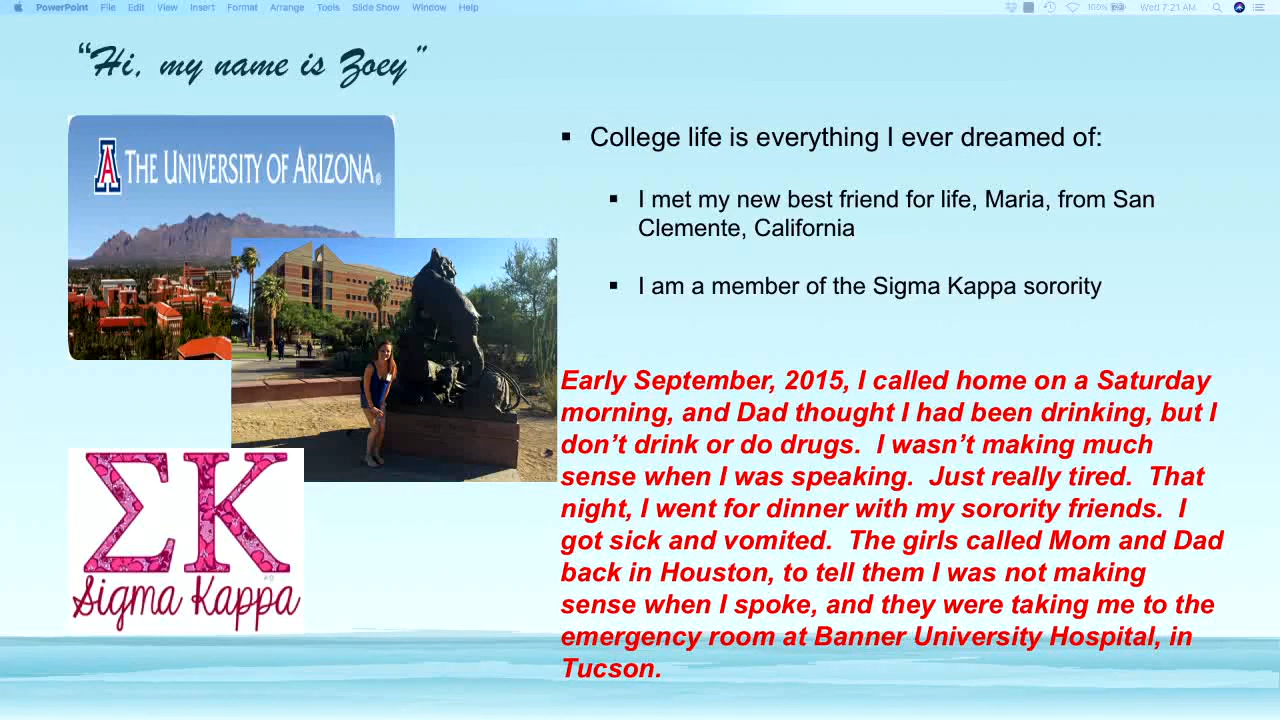 PowerPoint File Edit View Insert Format Arrange Tools Slide Show Window Help 100% Wed 7:21 AM
“Hi, my name is Zoey”
THE UNIVERSITY OF ARIZONA®
▪ College life is everything I ever dreamed of:
▪ I met my new best friend for life, Maria, from San
Clemente, California
▪ I am a member of the Sigma Kappa sorority
Early September, 2015, I called home on a Saturday
morning, and Dad thought I had been drinking, but I
don’t drink or do drugs.  I wasn’t making much
sense when I was speaking.  Just really tired.  That
night, I went for dinner with my sorority friends.  I
got sick and vomited.  The girls called Mom and Dad
back in Houston, to tell them I was not making
sense when I spoke, and they were taking me to the
emergency room at Banner University Hospital, in
Tucson.
ΣΚ
Sigma Kappa